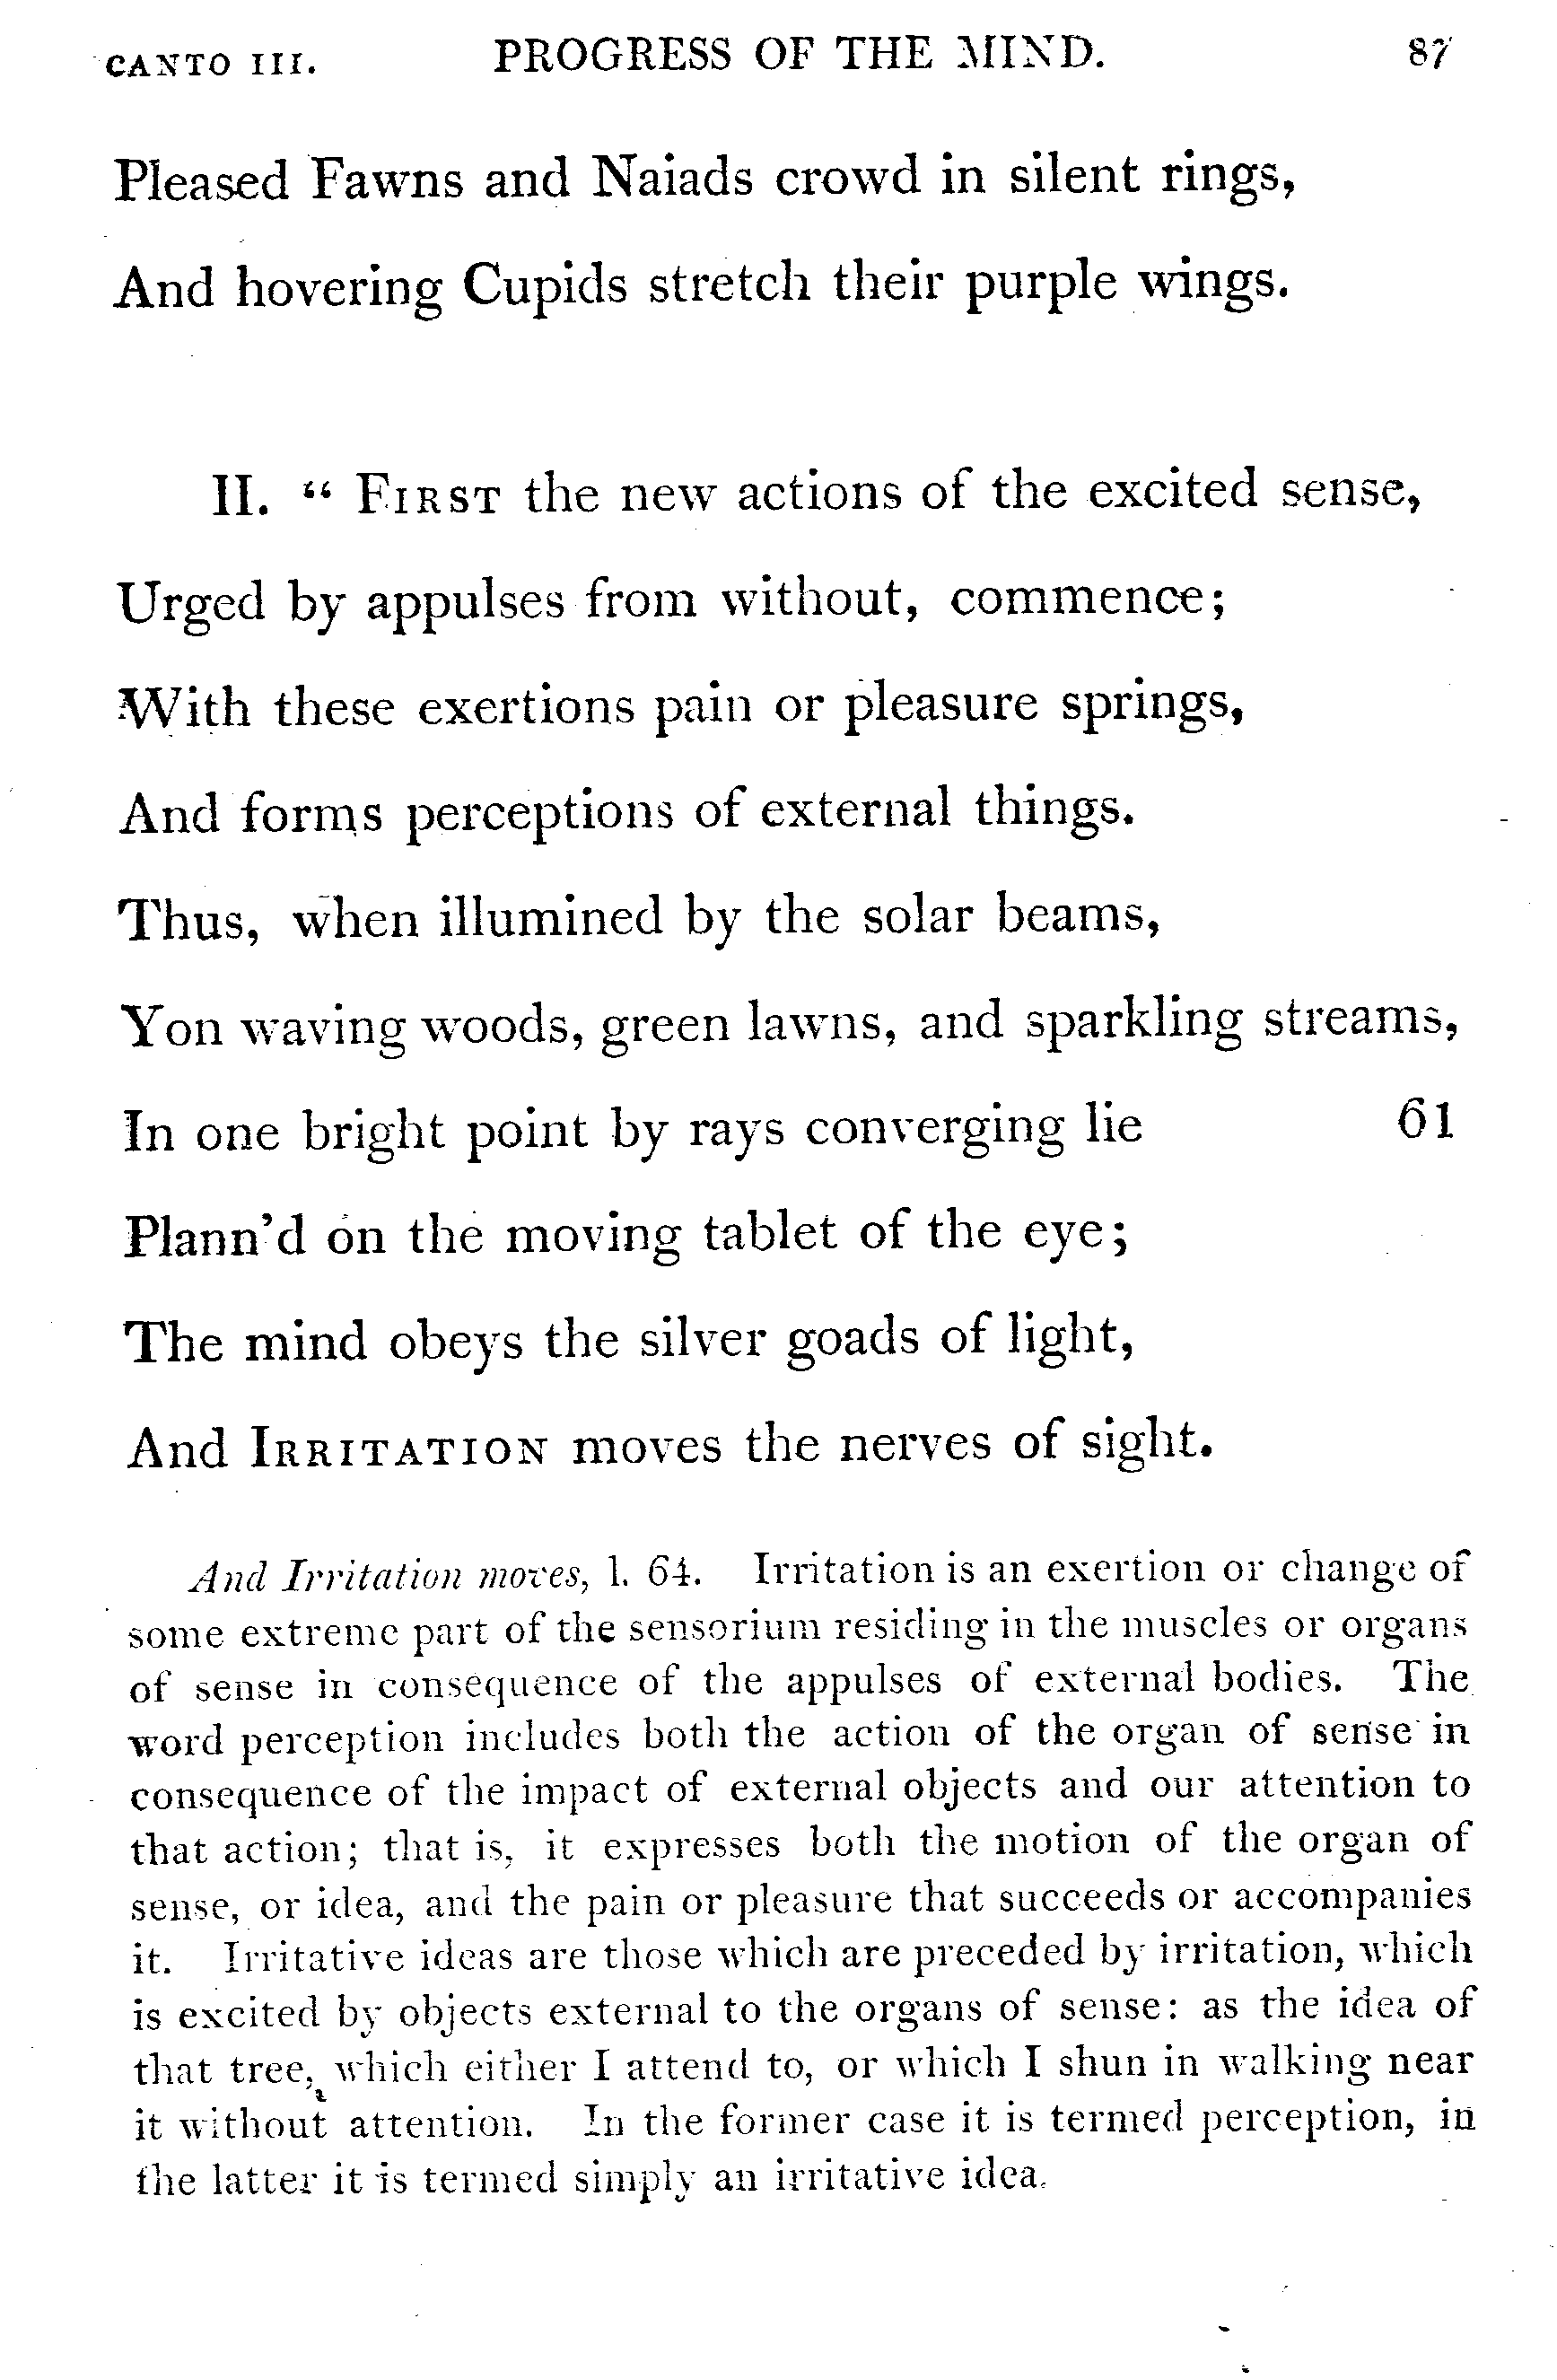 CANTO III. PROGRESS OF THE MIND. 87
Pleased Fawns and Naiads crowd in silent rings,
And hovering Cupids stretch their purple wings.
II. “ FIRST the new actions of the excited sense,
Urged by appulses from without, commence;
With these exertions pain or pleasure springs,
And forms perceptions of external things.
Thus, when illumined by the solar beams,
Yon waving woods, green lawns, and sparkling streams,
In one bright point by rays converging lie 61
Plann'd on the moving tablet of the eye;
The mind obeys the silver goads of light,
And IRRITATION moves the nerves of sight.
And Irritation moves, l. 64. Irritation is an exertion or change of
some extreme part of the sensorium residing in the muscles or organs
of sense in consequence of the appulses of external bodies. The
word perception includes both the action of the organ of sense in
consequence of the impact of external objects and our attention to
that action; that is, it expresses both the motion of the organ of
sense, or idea, and the pain or pleasure that succeeds or accompanies
it. Irritative ideas are those which are preceded by irritation, which
is excited by objects external to the organs of sense: as the idea of
that tree, which either I attend to, or which I shun in walking near
it without attention. In the former case it is termed perception, in
the latter it is termed simply an irritative idea.